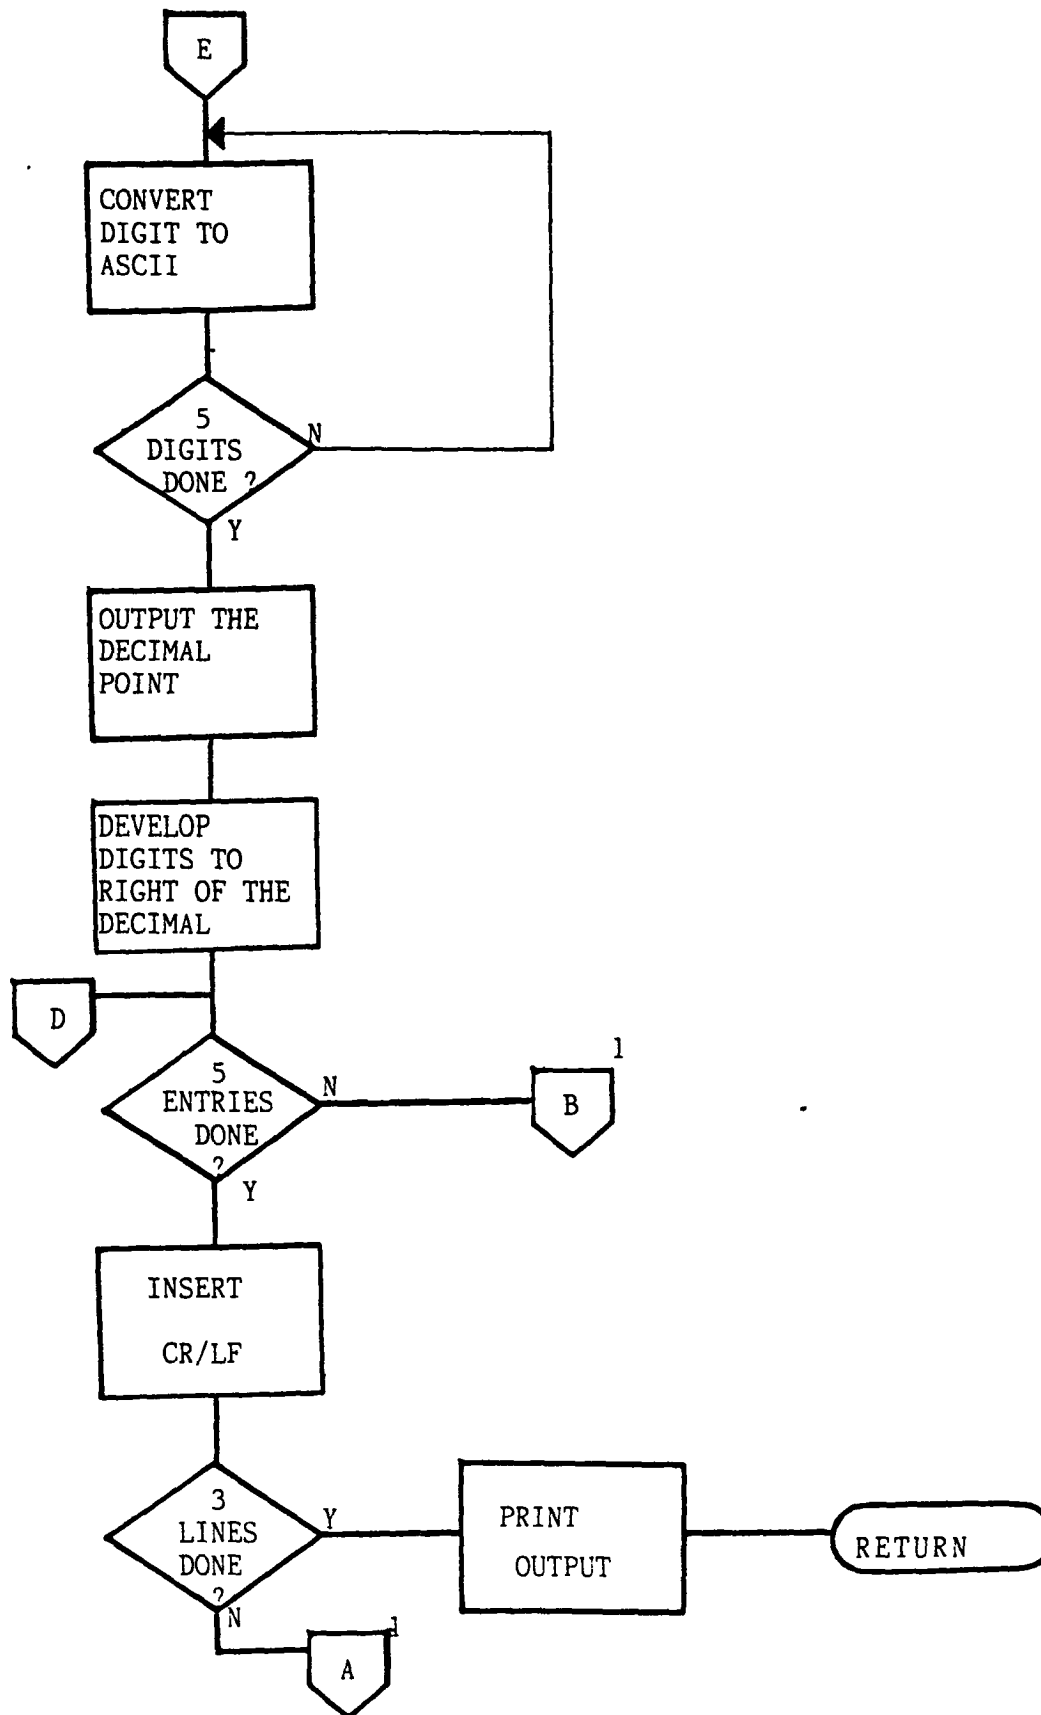 E
CONVERT
DIGIT TO
ASCII
5
DIGITS
DONE ?
N
Y
OUTPUT THE
DECIMAL
POINT
DEVELOP
DIGITS TO
RIGHT OF THE
DECIMAL
D
5
ENTRIES
DONE
?
N
1
B
Y
INSERT
CR/LF
3
LINES
DONE
?
Y
PRINT
OUTPUT
RETURN
N
1
A